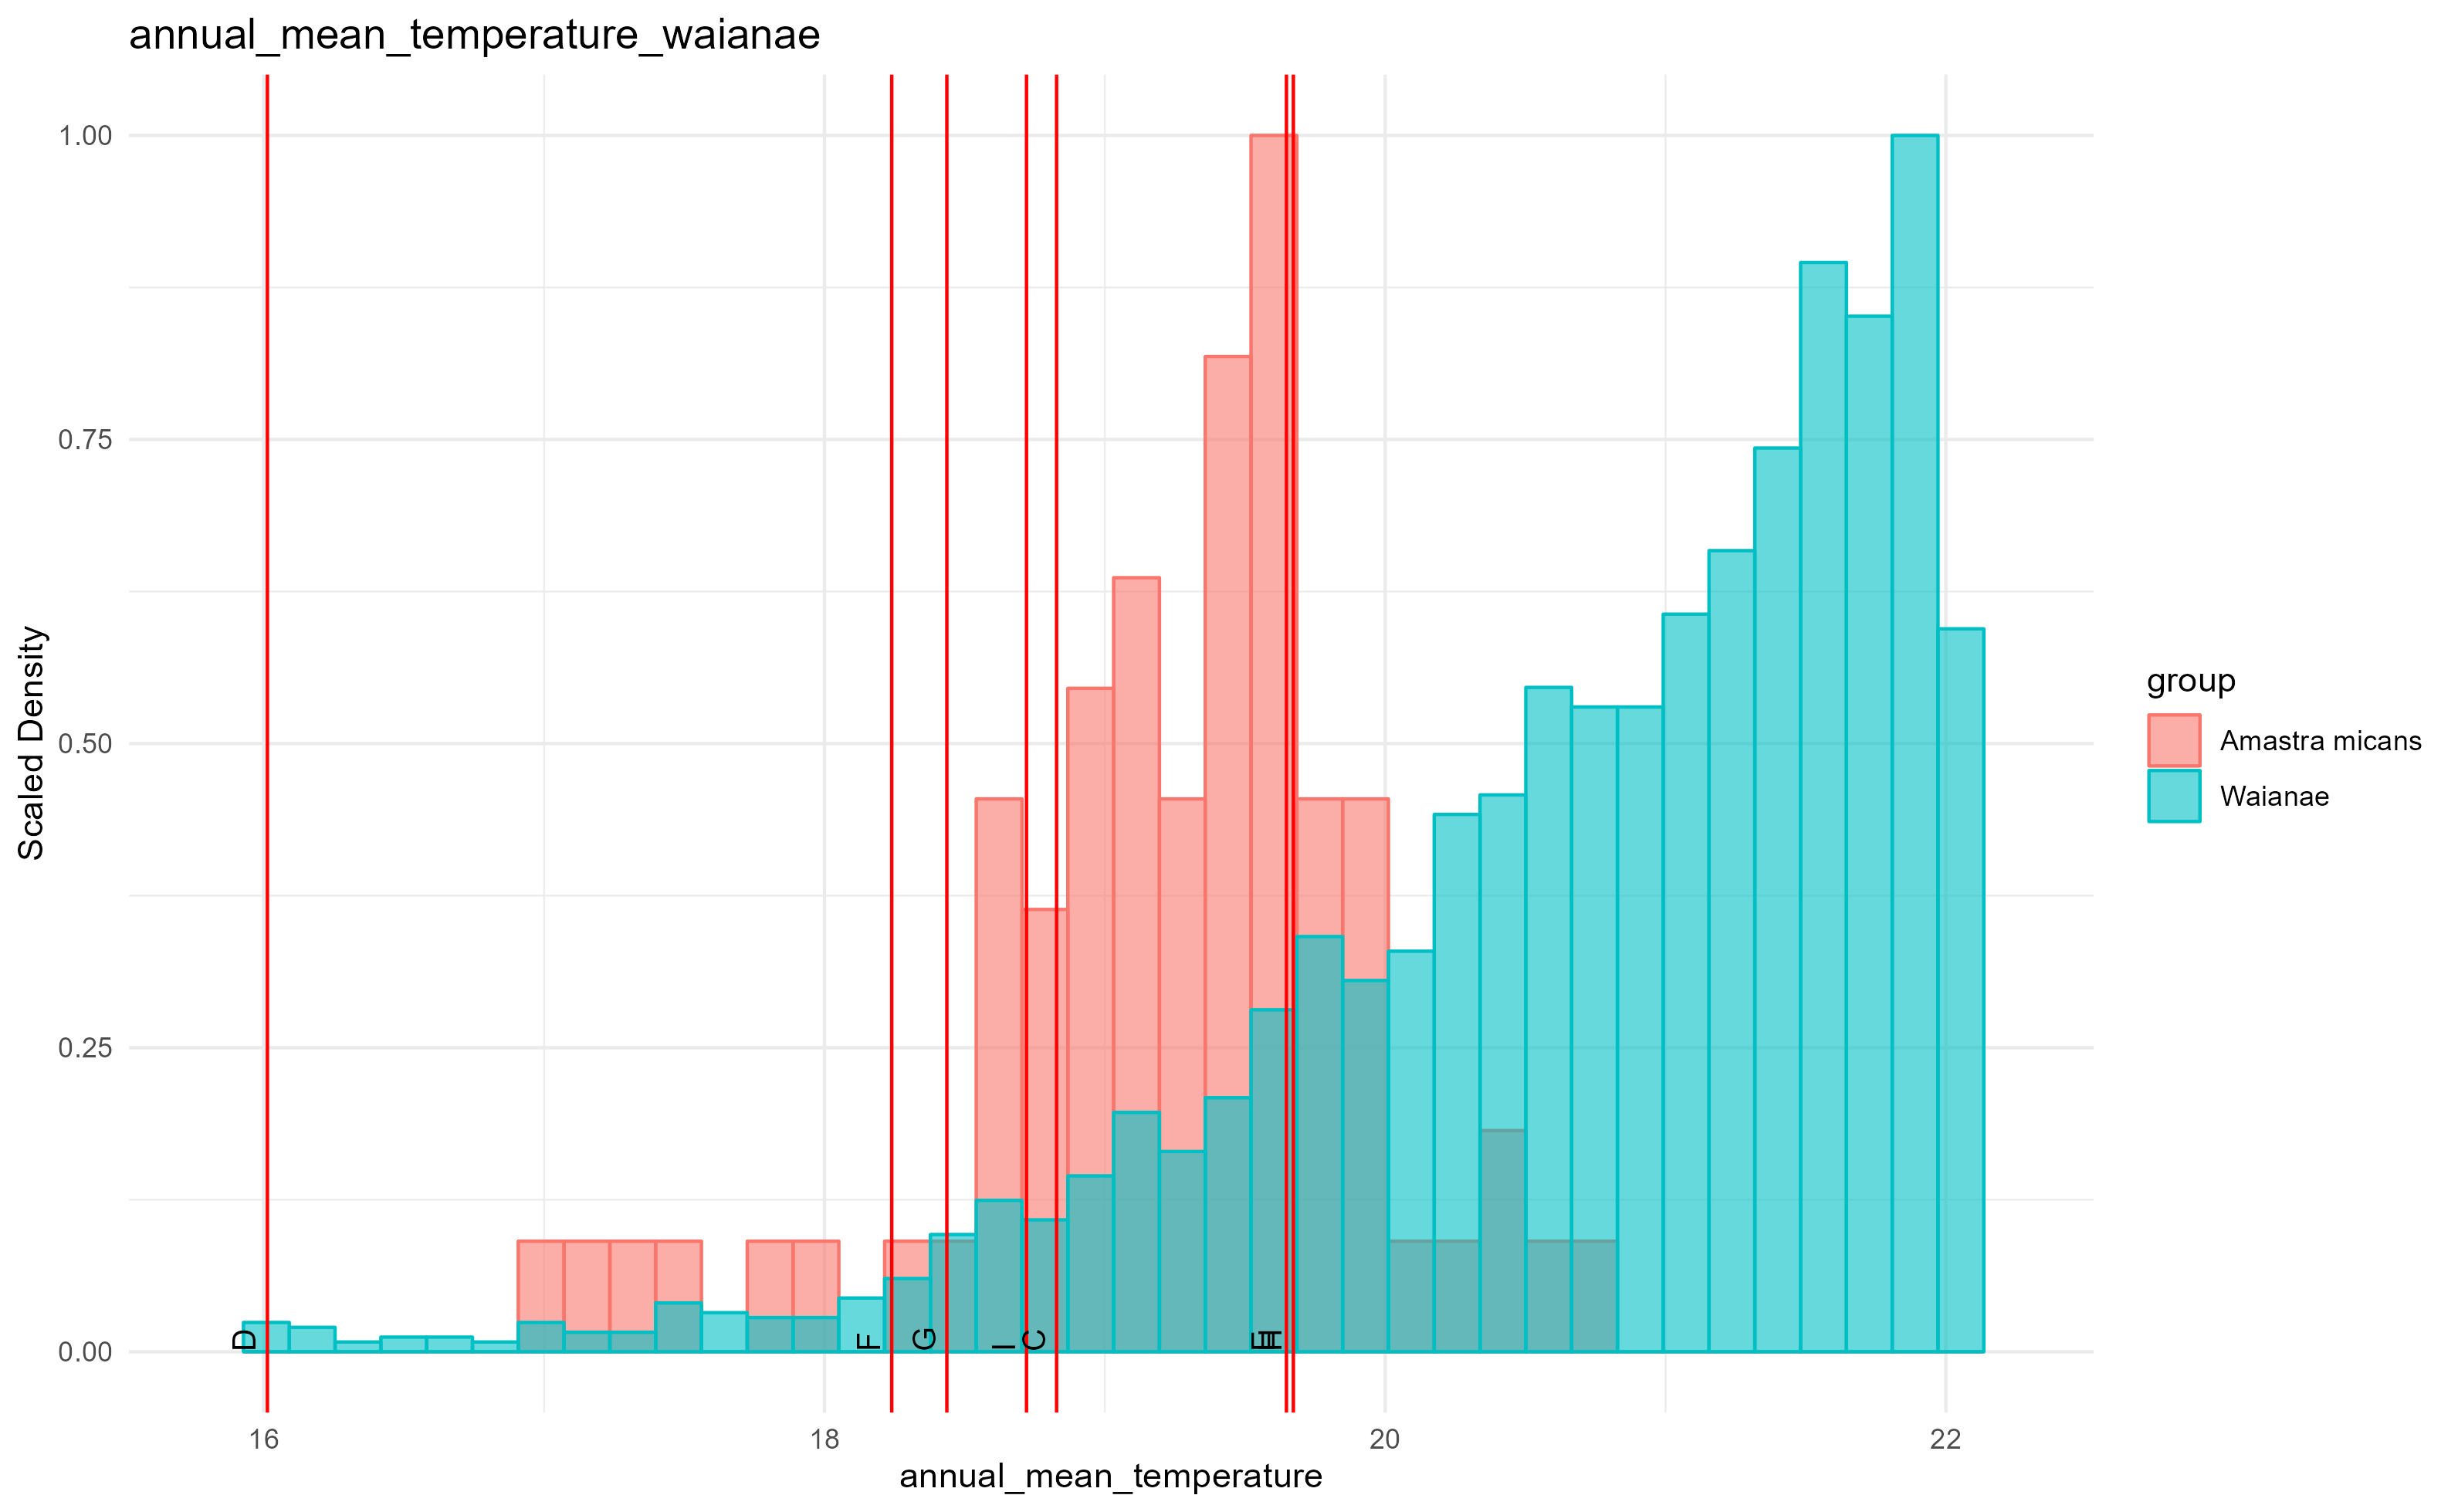 annual_mean_temperature_waianae
1.00
0.75
0.50
0.25
0.00
Scaled Density
D
F
G
I
C
E
H
16
18
20
22
annual_mean_temperature
group
Amastra micans
Waianae